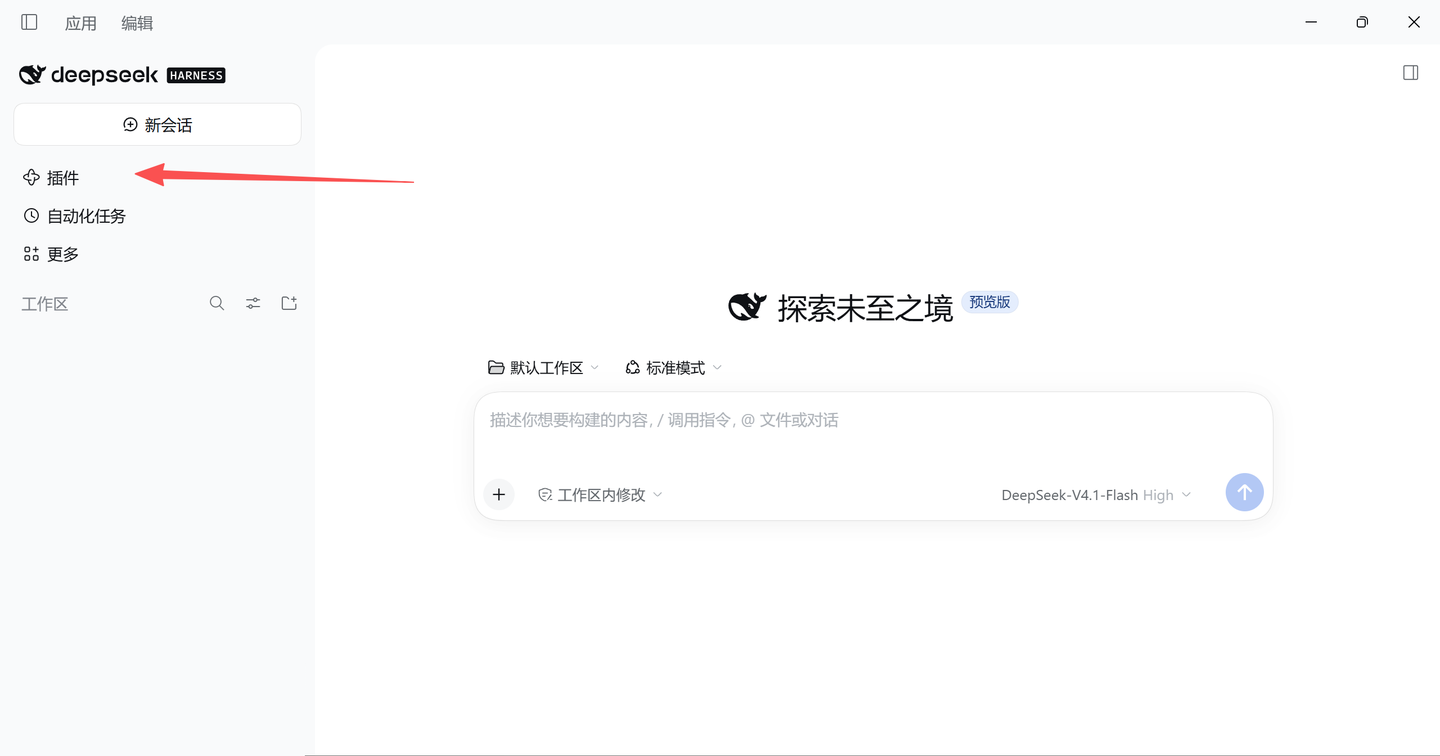 应用 编辑
deepseek HARNESS
新会话
插件
自动化任务
更多
工作区
探索未至之境 预览版
默认工作区 标准模式
描述你想要构建的内容, / 调用指令, @ 文件或对话
工作区内修改 DeepSeek-V4.1-Flash High